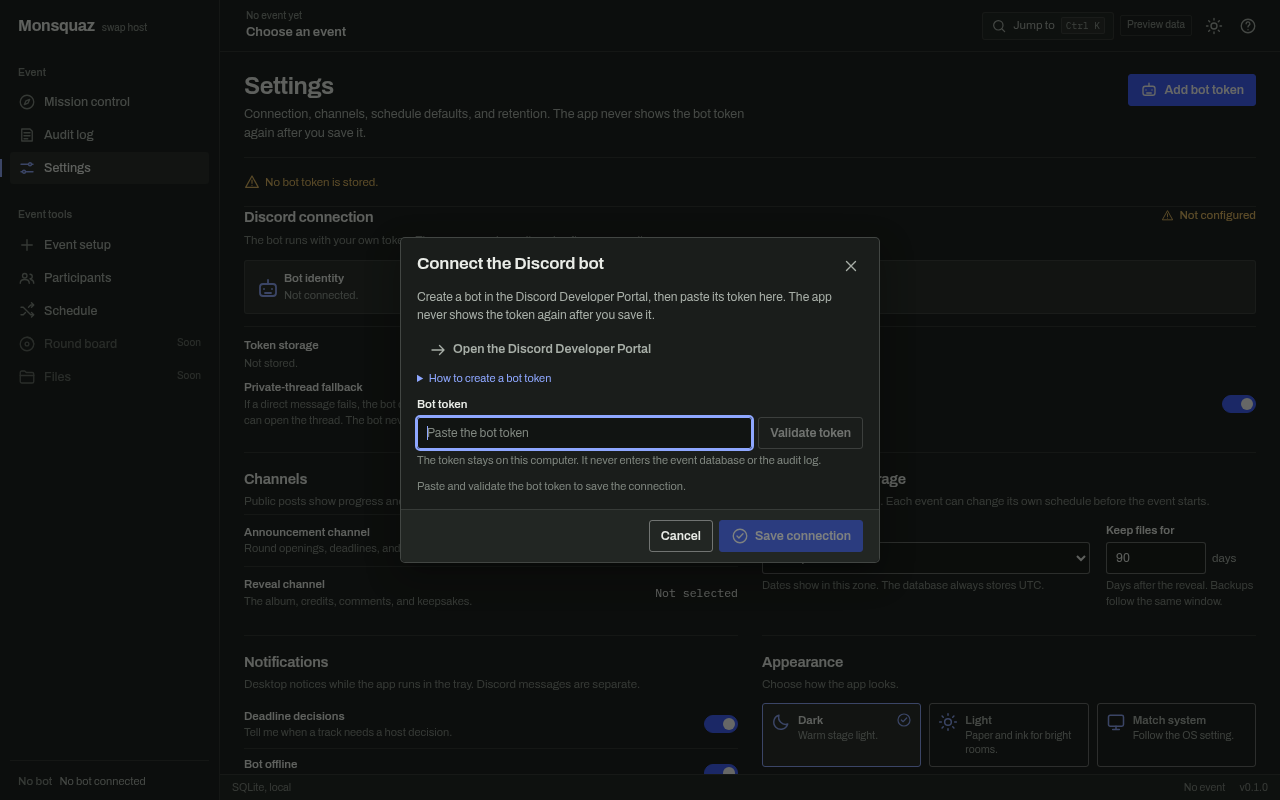 Monsquaz swap host
Event
Mission control
Audit log
Settings
Event tools
Event setup
Participants
Schedule
Round board Soon
Files Soon
No bot No bot connected
No event yet
Choose an event
Jump to Ctrl K
Preview data
Settings
Connection, channels, schedule defaults, and retention. The app never shows the bot token
again after you save it.
Add bot token
No bot token is stored.
Discord connection
Not configured
The bot runs with your own
Bot identity
Not connected.
Token storage
Not stored.
Private-thread fallback
If a direct message fails, the bot
can open the thread. The bot
Connect the Discord bot
Create a bot in the Discord Developer Portal, then paste its token here. The app
never shows the token again after you save it.
Open the Discord Developer Portal
How to create a bot token
Bot token
Paste the bot token
Validate token
The token stays on this computer. It never enters the event database or the audit log.
Paste and validate the bot token to save the connection.
Cancel
Save connection
Channels
Public posts show progress
Announcement channel
Round openings, deadlines, and
Reveal channel
The album, credits, comments, and keepsakes.
Not selected
Each event can change its own schedule before the event starts.
Dates show in this zone. The database always stores UTC.
Keep files for
90 days
Days after the reveal. Backups
follow the same window.
Notifications
Desktop notices while the app runs in the tray. Discord messages are separate.
Deadline decisions
Tell me when a track needs a host decision.
Bot offline
Appearance
Choose how the app looks.
Dark
Warm stage light.
Light
Paper and ink for bright
rooms.
Match system
Follow the OS setting.
SQLite, local
No event v0.1.0